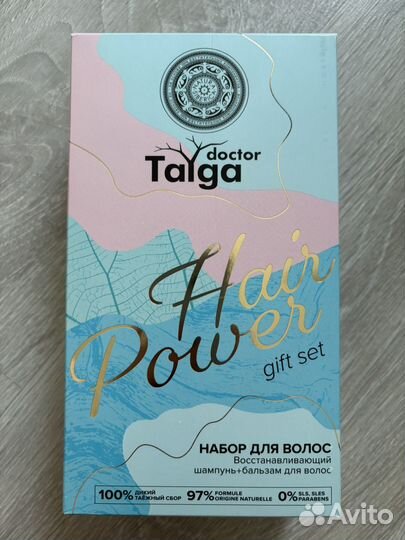 doctor
Taiga
Hair
Power
gift set
НАБОР ДЛЯ ВОЛОС
Восстанавливающий
шампунь+бальзам для волос
100% ДИКИЙ ТАЁЖНЫЙ СБОР
97% FORMULE ORIGINE NATURELLE
0% SLS, SLES PARABENS
Avito